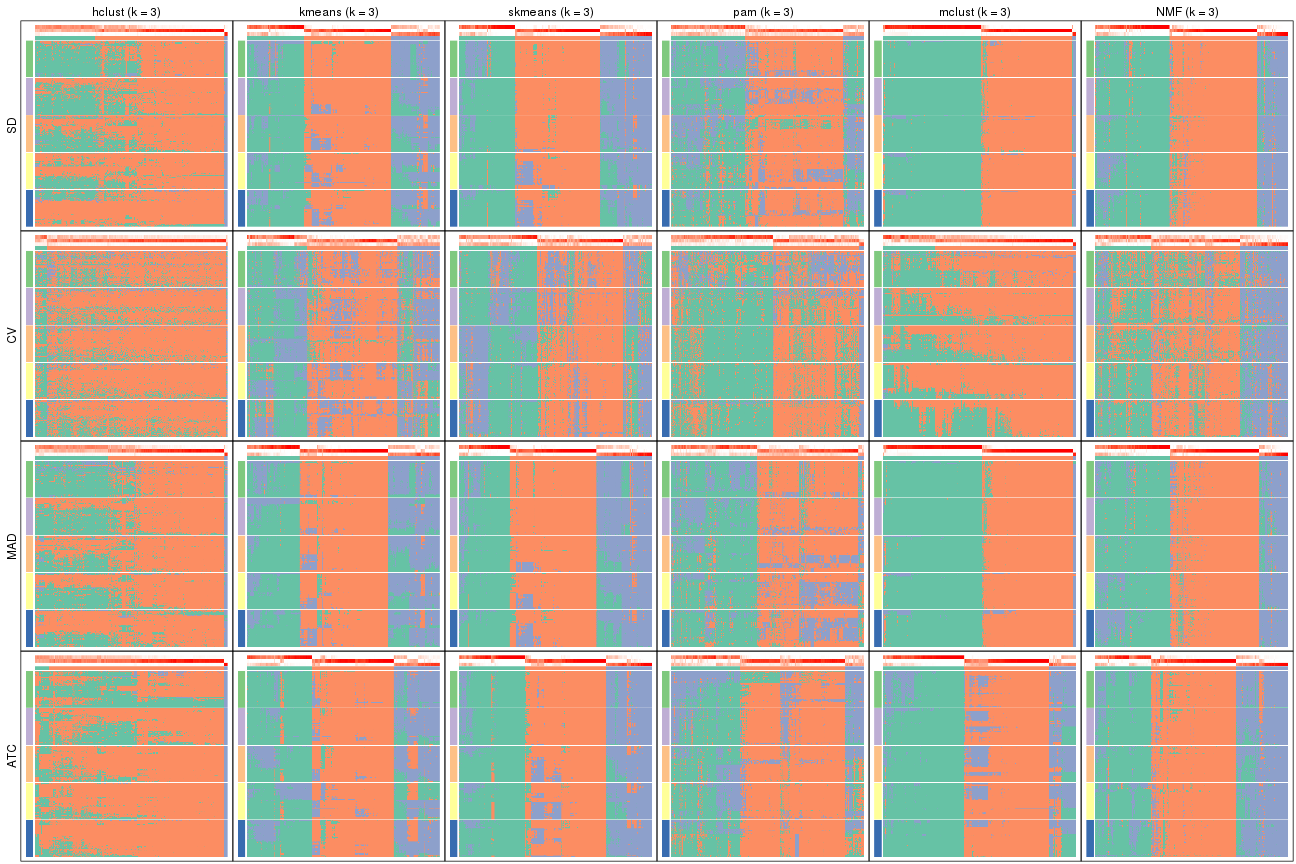 hclust (k = 3) kmeans (k = 3) skmeans (k = 3) pam (k = 3) mclust (k = 3) NMF (k = 3)
SD
CV
MAD
ATC